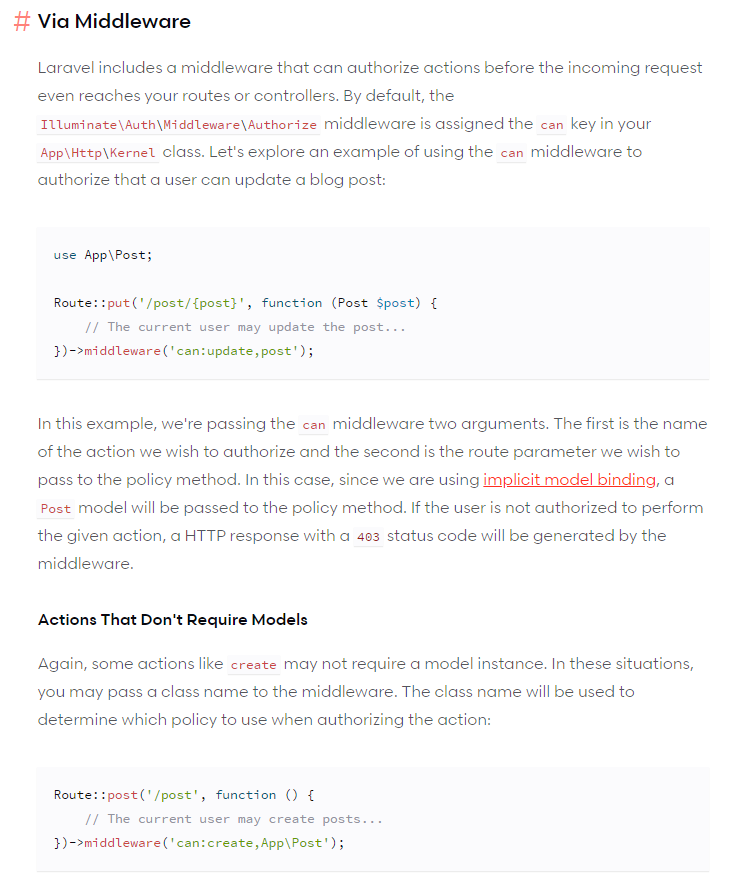 # Via Middleware
Laravel includes a middleware that can authorize actions before the incoming request
even reaches your routes or controllers. By default, the
Illuminate\Auth\Middleware\Authorize middleware is assigned the can key in your
App\Http\Kernel class. Let's explore an example of using the can middleware to
authorize that a user can update a blog post:
use App\Post;
Route::put('/post/{post}', function (Post $post) {
    // The current user may update the post...
})->middleware('can:update,post');
In this example, we're passing the can middleware two arguments. The first is the name
of the action we wish to authorize and the second is the route parameter we wish to
pass to the policy method. In this case, since we are using implicit model binding, a
Post model will be passed to the policy method. If the user is not authorized to perform
the given action, a HTTP response with a 403 status code will be generated by the
middleware.
Actions That Don't Require Models
Again, some actions like create may not require a model instance. In these situations,
you may pass a class name to the middleware. The class name will be used to
determine which policy to use when authorizing the action:
Route::post('/post', function () {
    // The current user may create posts...
})->middleware('can:create,App\Post');